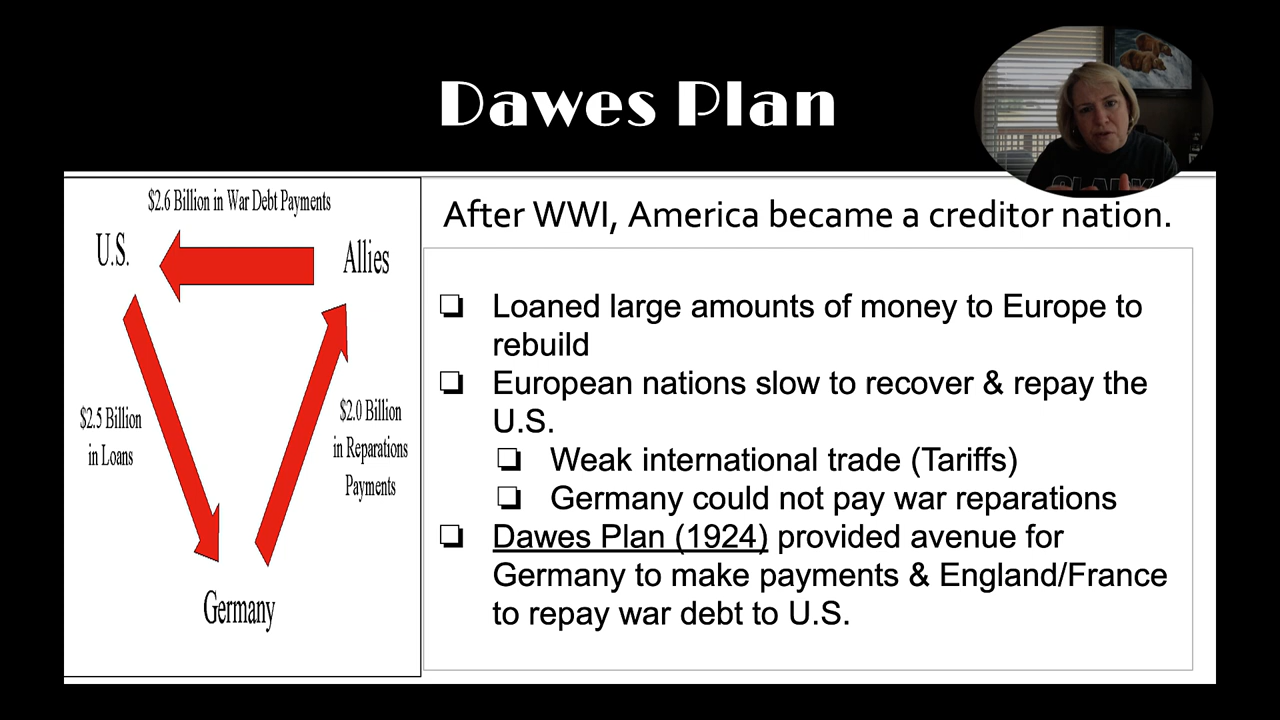 Dawes Plan
$2.6 Billion in War Debt Payments
U.S.
Allies
$2.5 Billion
in Loans
$2.0 Billion
in Reparations
Payments
Germany
After WWI, America became a creditor nation.
❏ Loaned large amounts of money to Europe to
rebuild
❏ European nations slow to recover & repay the
U.S.
❏ Weak international trade (Tariffs)
❏ Germany could not pay war reparations
❏ Dawes Plan (1924) provided avenue for
Germany to make payments & England/France
to repay war debt to U.S.